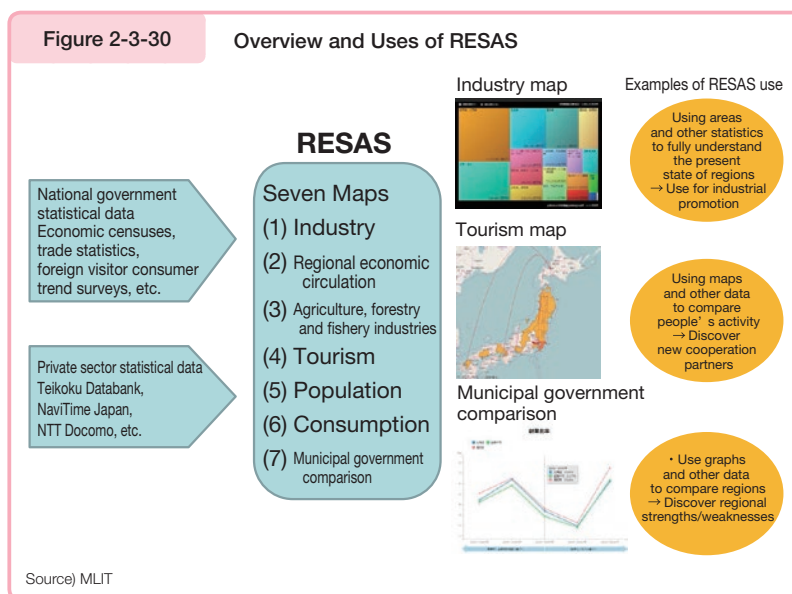 Figure 2-3-30
Overview and Uses of RESAS
National government
statistical data
Economic censuses,
trade statistics,
foreign visitor consumer
trend surveys, etc.
Private sector statistical data
Teikoku Databank,
NaviTime Japan,
NTT Docomo, etc.
RESAS
Seven Maps
(1) Industry
(2) Regional economic
circulation
(3) Agriculture, forestry
and fishery industries
(4) Tourism
(5) Population
(6) Consumption
(7) Municipal government
comparison
Industry map
Tourism map
Municipal government
comparison
創業比率
Examples of RESAS use
Using areas
and other statistics
to fully understand
the present
state of regions
→ Use for industrial
promotion
Using maps
and other data
to compare
people’s activity
→ Discover
new cooperation
partners
・Use graphs
and other data
to compare regions
→ Discover regional
strengths/weaknesses
Source) MLIT